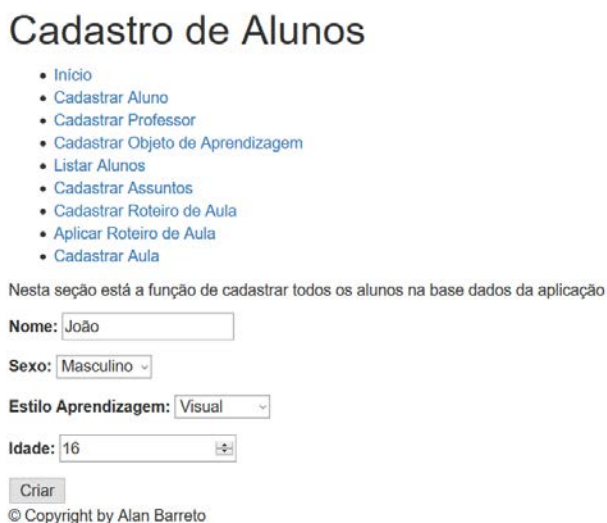 Cadastro de Alunos
Início
Cadastrar Aluno
Cadastrar Professor
Cadastrar Objeto de Aprendizagem
Listar Alunos
Cadastrar Assuntos
Cadastrar Roteiro de Aula
Aplicar Roteiro de Aula
Cadastrar Aula
Nesta seção está a função de cadastrar todos os alunos na base dados da aplicação
Nome: João
Sexo: Masculino
Estilo Aprendizagem: Visual
Idade: 16
Criar
© Copyright by Alan Barreto